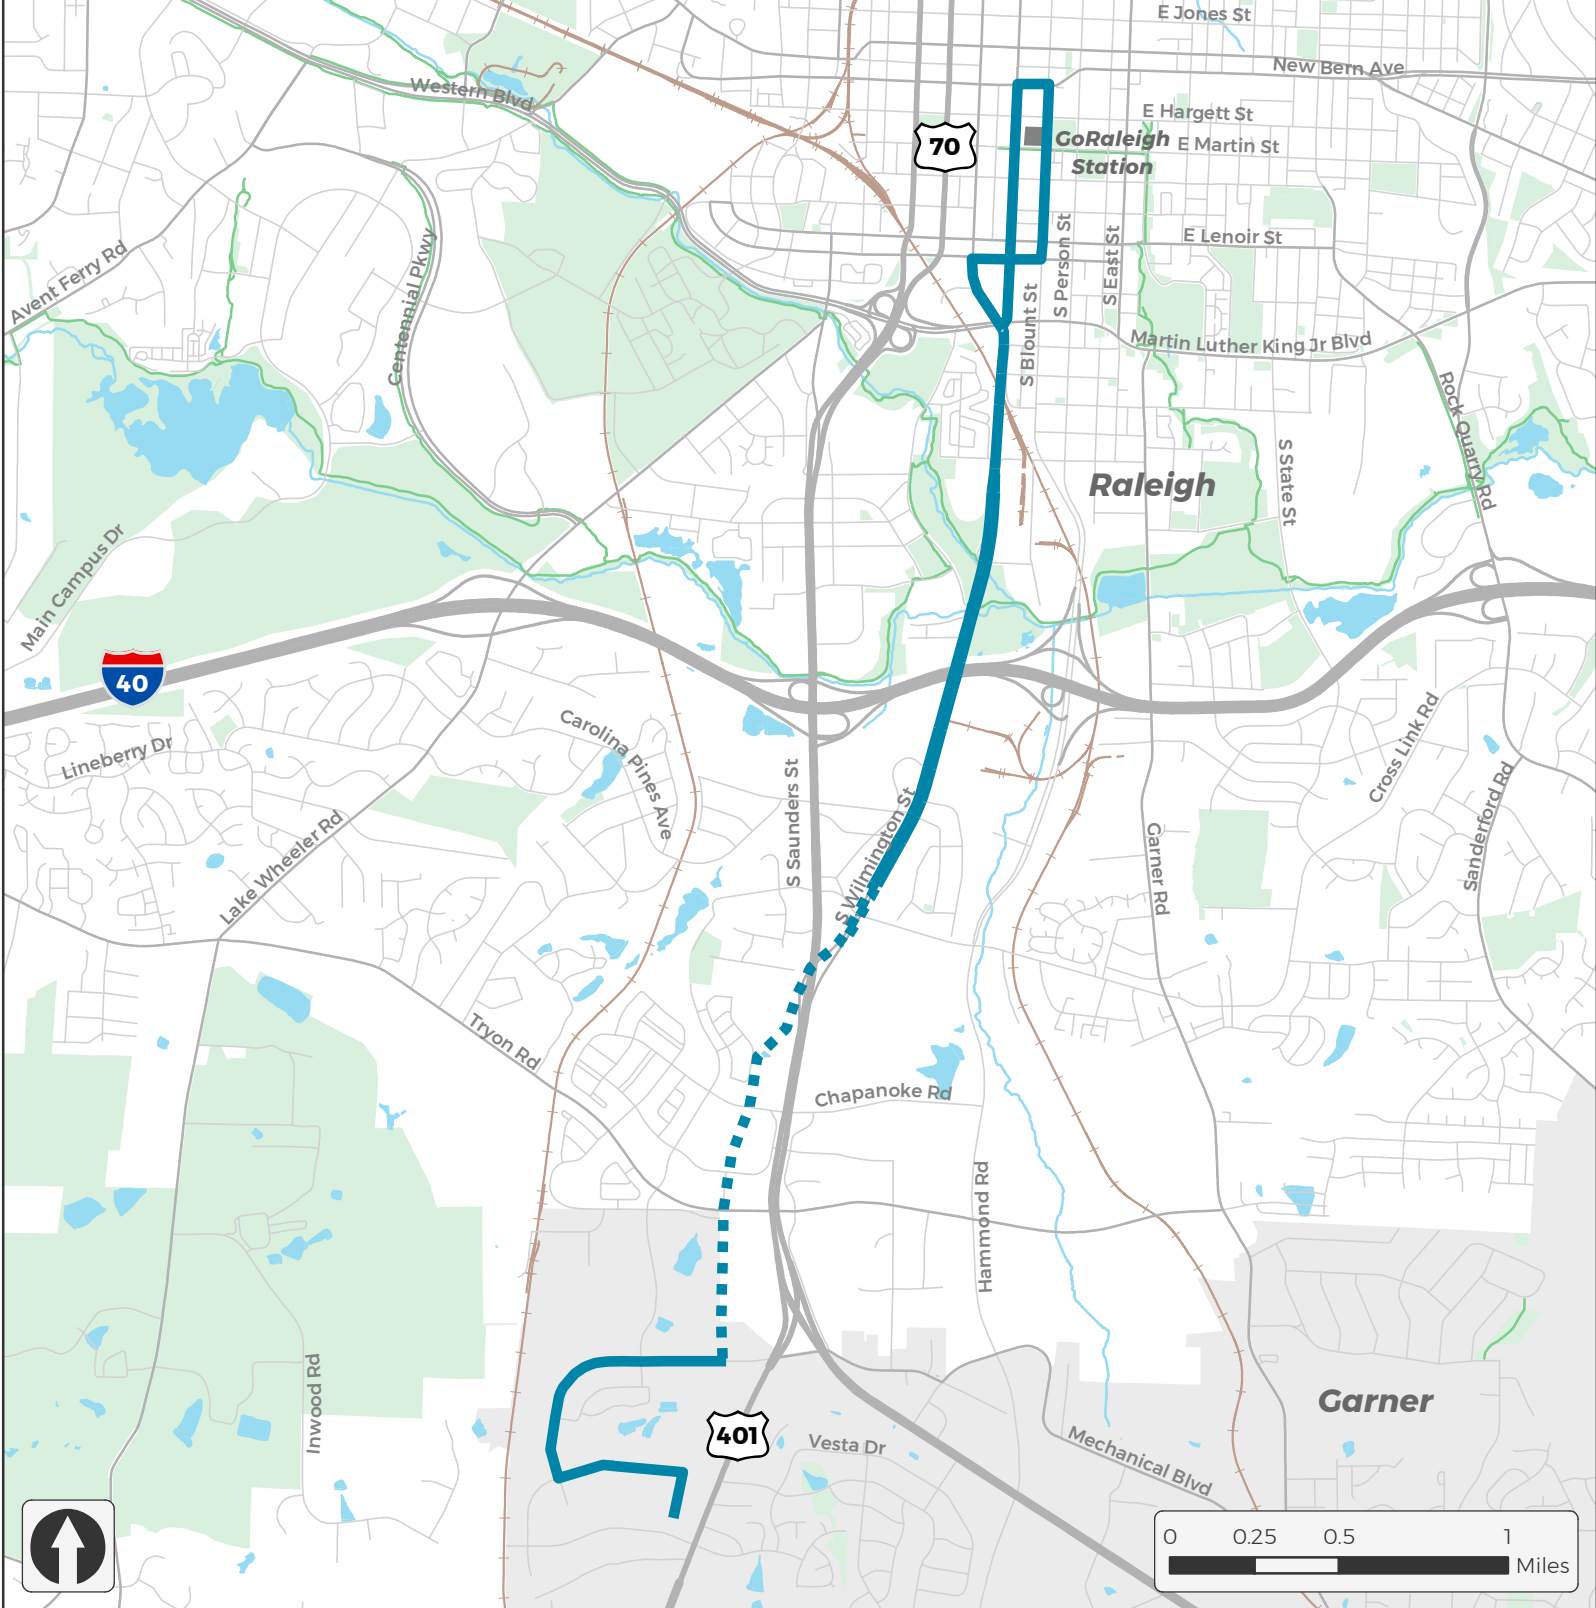 E Jones St
New Bern Ave
Western Blvd
E Hargett St
70
GoRaleigh
Station
E Martin St
Avent Ferry Rd
Centennial Pkwy
S Person St
S East St
E Lenoir St
S Blount St
Martin Luther King Jr Blvd
Rock Quarry Rd
Raleigh
S State St
Main Campus Dr
40
Lineberry Dr
Carolina Pines Ave
Cross Link Rd
S Saunders St
S Wilmington St
Sanderford Rd
Lake Wheeler Rd
Garner Rd
Tryon Rd
Chapanoke Rd
Hammond Rd
Inwood Rd
Garner
401
Vesta Dr
Mechanical Blvd
0 0.25 0.5 1
Miles